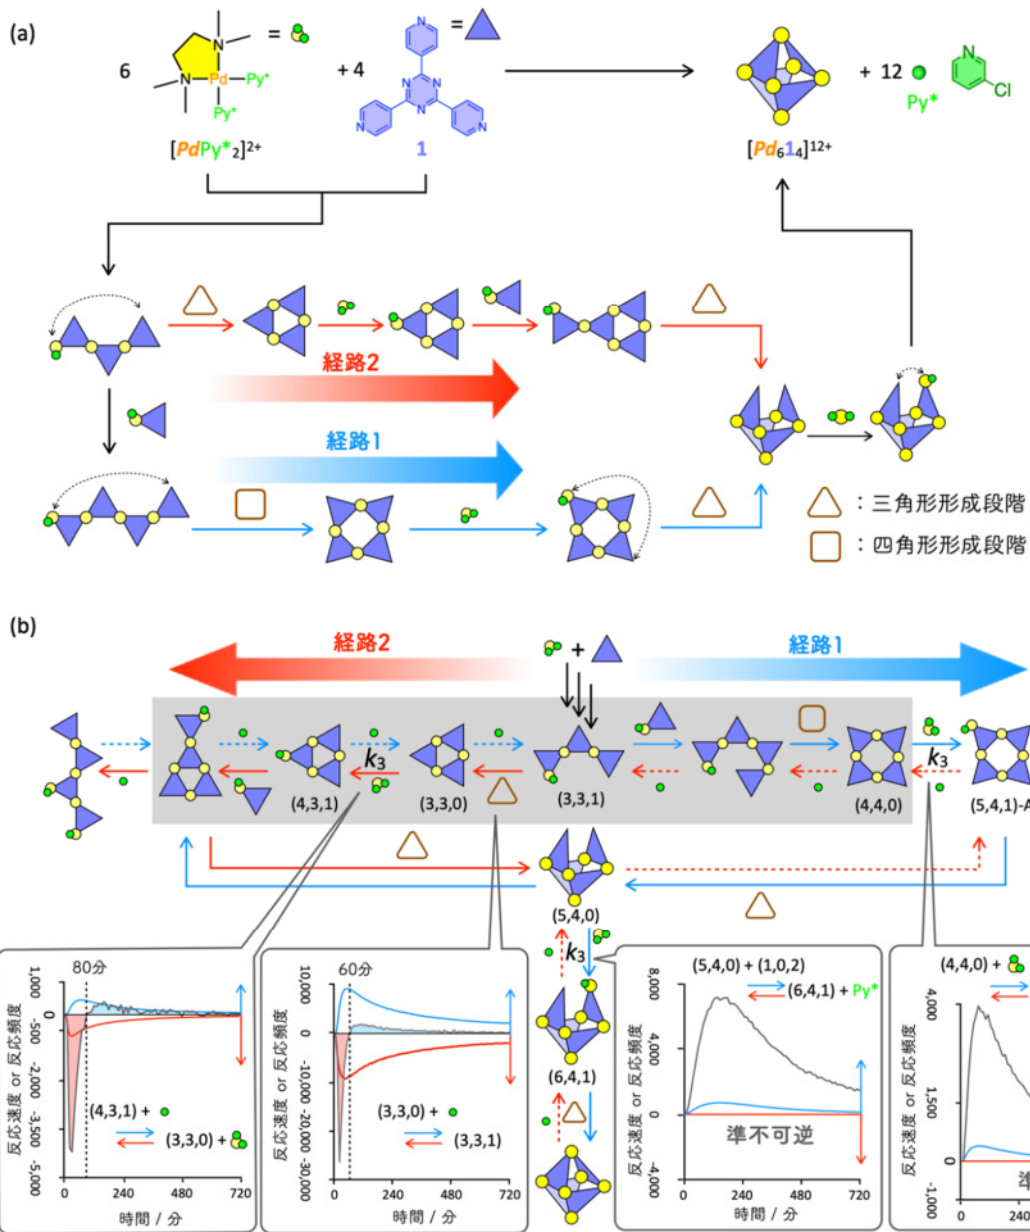 (a)
N
N
Pd
Py*
Py*
[PdPy*₂]²⁺
6
=
+ 4
N
N
N
N
N
N
1
=
[Pd₆1₄]¹²⁺
+ 12
Py*
N
Cl
経路2
経路1
：三角形形成段階
：四角形形成段階
(b)
経路2
+
経路1
k₃
k₃
(4,3,1)
(3,3,0)
(3,3,1)
(4,4,0)
(5,4,1)-A
(5,4,0)
k₃
(6,4,1)
80分
反応速度 or 反応頻度
1,000
0
-500
-2,000
-3,500
-5,000
(4,3,1) +
(3,3,0) +
0 240 480 720
時間 / 分
60分
反応速度 or 反応頻度
10,000
0
-10,000
-20,000
-30,000
(3,3,0) +
(3,3,1)
0 240 480 720
時間 / 分
反応速度 or 反応頻度
8,000
4,000
0
-4,000
(5,4,0) + (1,0,2)
(6,4,1) + Py*
準不可逆
0 240 480 720
時間 / 分
(4,4,0) +
反応速度 or 反応頻度
4,000
1,500
0
-1,000
準
0 240